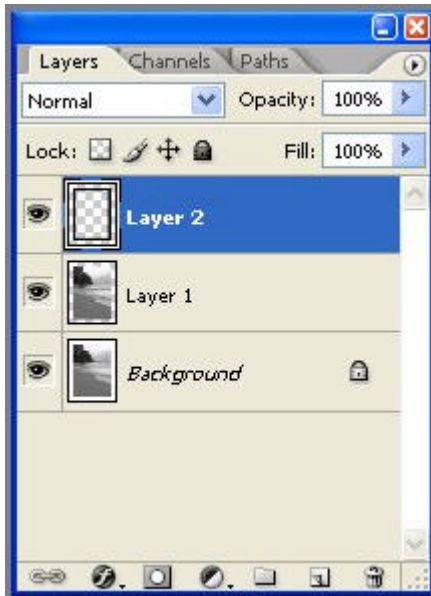 Layers Channels Paths
Normal Opacity: 100%
Lock: Fill: 100%
Layer 2
Layer 1
Background